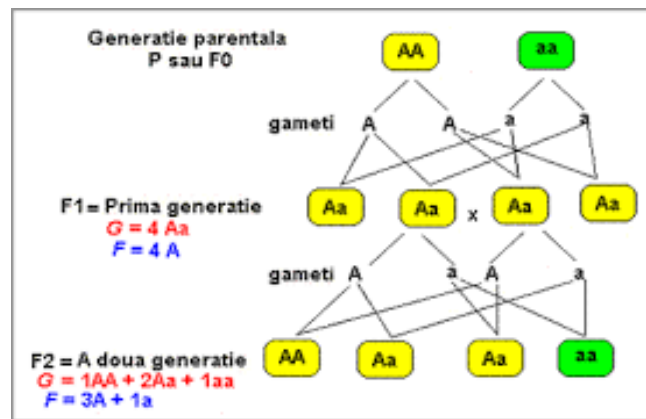 Generatie parentala
P sau F0
AA aa
gameti A A a a
Aa Aa x Aa Aa
F1= Prima generatie
G = 4 Aa
F = 4 A
gameti A a A a
AA Aa Aa aa
F2 = A doua generatie
G = 1AA + 2Aa + 1aa
F = 3A + 1a